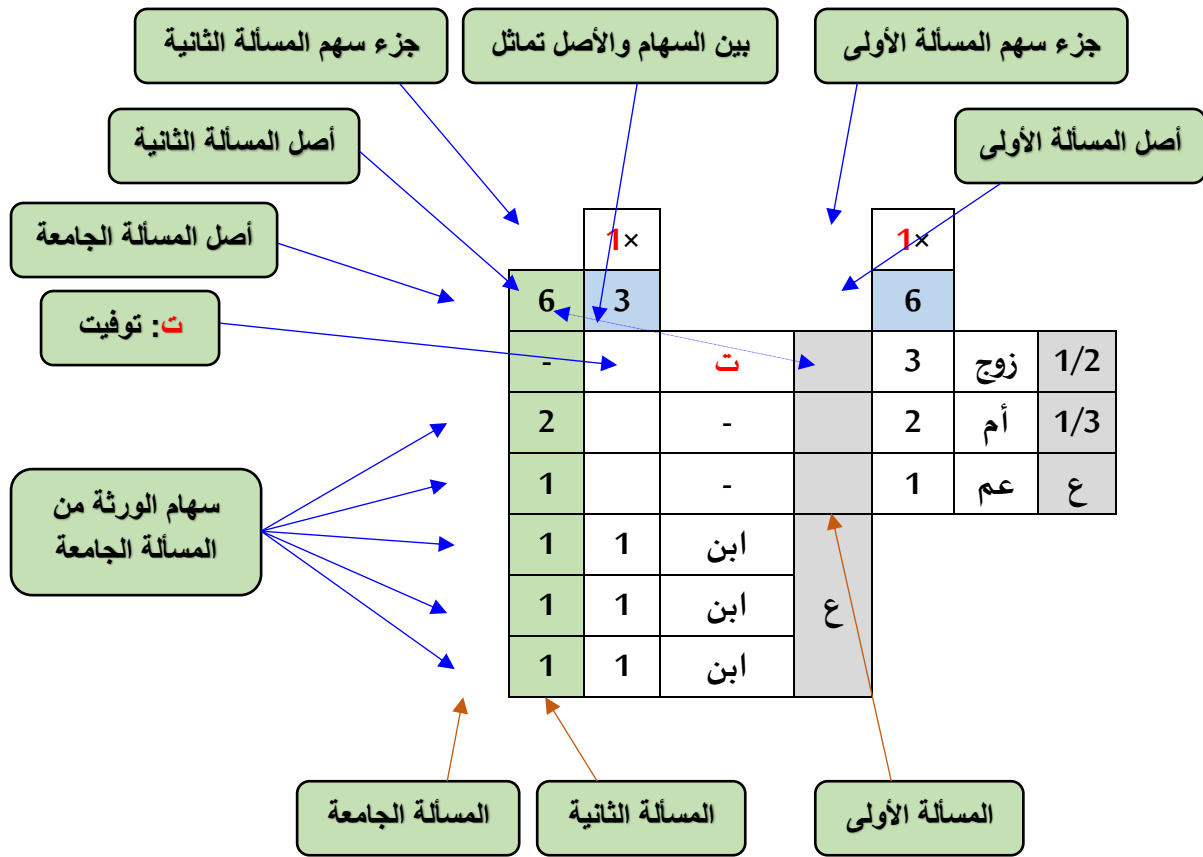 جزء سهم المسألة الأولى
بين السهام والأصل تماثل
جزء سهم المسألة الثانية
أصل المسألة الأولى
أصل المسألة الثانية
أصل المسألة الجامعة
ت: توفيت
1× 1×
6 3 6
1/2 زوج 3 ت -
1/3 أم 2 - 2
ع عم 1 - 1
ع ابن 1 1
ابن 1 1
ابن 1 1
سهام الورثة من
المسألة الجامعة
المسألة الأولى
المسألة الثانية
المسألة الجامعة